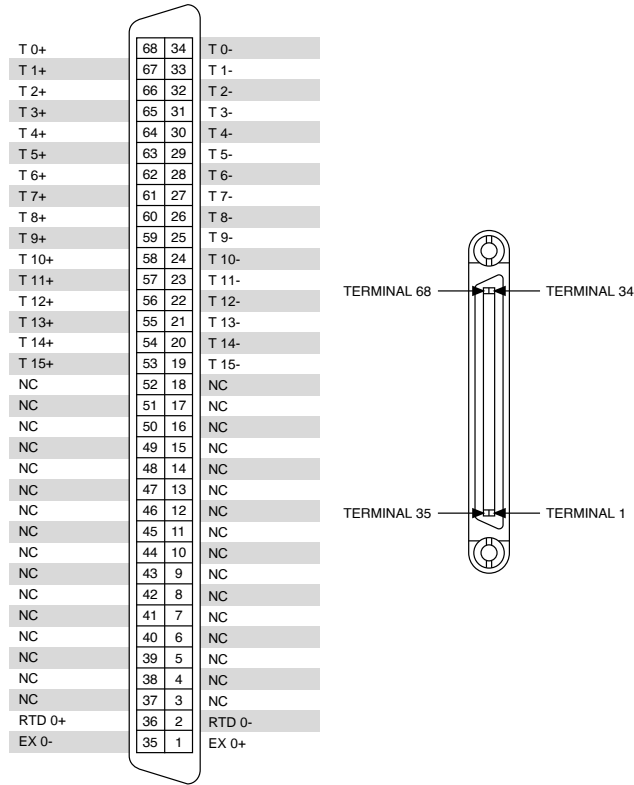 T 0+ 68 34 T 0-
T 1+ 67 33 T 1-
T 2+ 66 32 T 2-
T 3+ 65 31 T 3-
T 4+ 64 30 T 4-
T 5+ 63 29 T 5-
T 6+ 62 28 T 6-
T 7+ 61 27 T 7-
T 8+ 60 26 T 8-
T 9+ 59 25 T 9-
T 10+ 58 24 T 10-
T 11+ 57 23 T 11-
T 12+ 56 22 T 12-
T 13+ 55 21 T 13-
T 14+ 54 20 T 14-
T 15+ 53 19 T 15-
NC 52 18 NC
NC 51 17 NC
NC 50 16 NC
NC 49 15 NC
NC 48 14 NC
NC 47 13 NC
NC 46 12 NC
NC 45 11 NC
NC 44 10 NC
NC 43 9 NC
NC 42 8 NC
NC 41 7 NC
NC 40 6 NC
NC 39 5 NC
NC 38 4 NC
NC 37 3 NC
RTD 0+ 36 2 RTD 0-
EX 0- 35 1 EX 0+
TERMINAL 68 TERMINAL 34
TERMINAL 35 TERMINAL 1